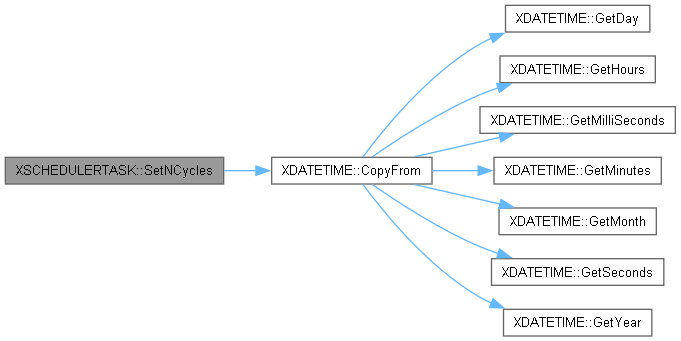 XSCHEDULERTASK::SetNCycles
XDATETIME::CopyFrom
XDATETIME::GetDay
XDATETIME::GetHours
XDATETIME::GetMilliSeconds
XDATETIME::GetMinutes
XDATETIME::GetMonth
XDATETIME::GetSeconds
XDATETIME::GetYear